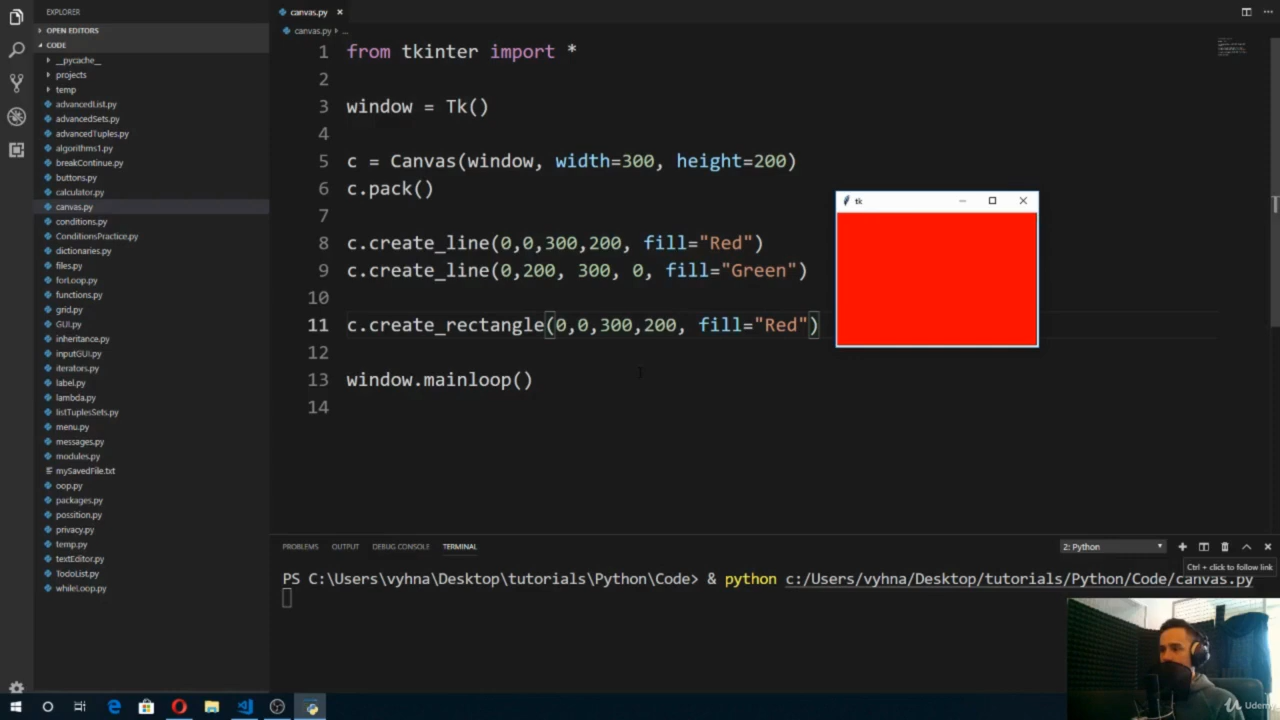 EXPLORER
OPEN EDITORS
CODE
__pycache__
projects
temp
advancedList.py
advancedSets.py
advancedTuples.py
algorithms1.py
breakContinue.py
buttons.py
calculator.py
canvas.py
conditions.py
ConditionsPractice.py
dictionaries.py
files.py
forLoop.py
functions.py
grid.py
GUI.py
inheritance.py
inputGUI.py
iterators.py
label.py
lambda.py
listTuplesSets.py
menu.py
messages.py
modules.py
mySavedFile.txt
oop.py
packages.py
possition.py
privacy.py
temp.py
textEditor.py
TodoList.py
whileLoop.py
canvas.py
canvas.py ...
1 from tkinter import *
2
3 window = Tk()
4
5 c = Canvas(window, width=300, height=200)
6 c.pack()
7
8 c.create_line(0,0,300,200, fill="Red")
9 c.create_line(0,200, 300, 0, fill="Green")
10
11 c.create_rectangle(0,0,300,200, fill="Red")
12
13 window.mainloop()
14
tk
PROBLEMS OUTPUT DEBUG CONSOLE TERMINAL 2: Python
Ctrl + click to follow link
PS C:\Users\vyhna\Desktop\tutorials\Python\Code> & python c:/Users/vyhna/Desktop/tutorials/Python/Code/canvas.py
Udemy